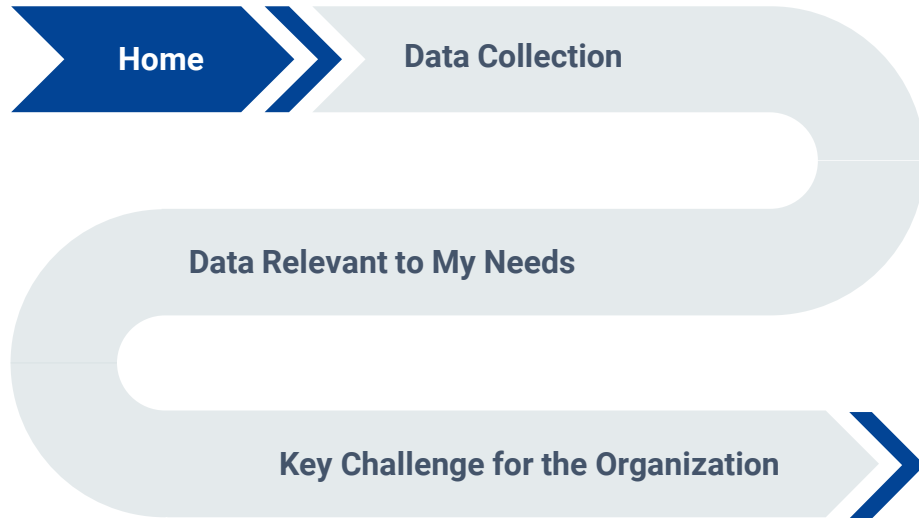 Home
Data Collection
Data Relevant to My Needs
Key Challenge for the Organization